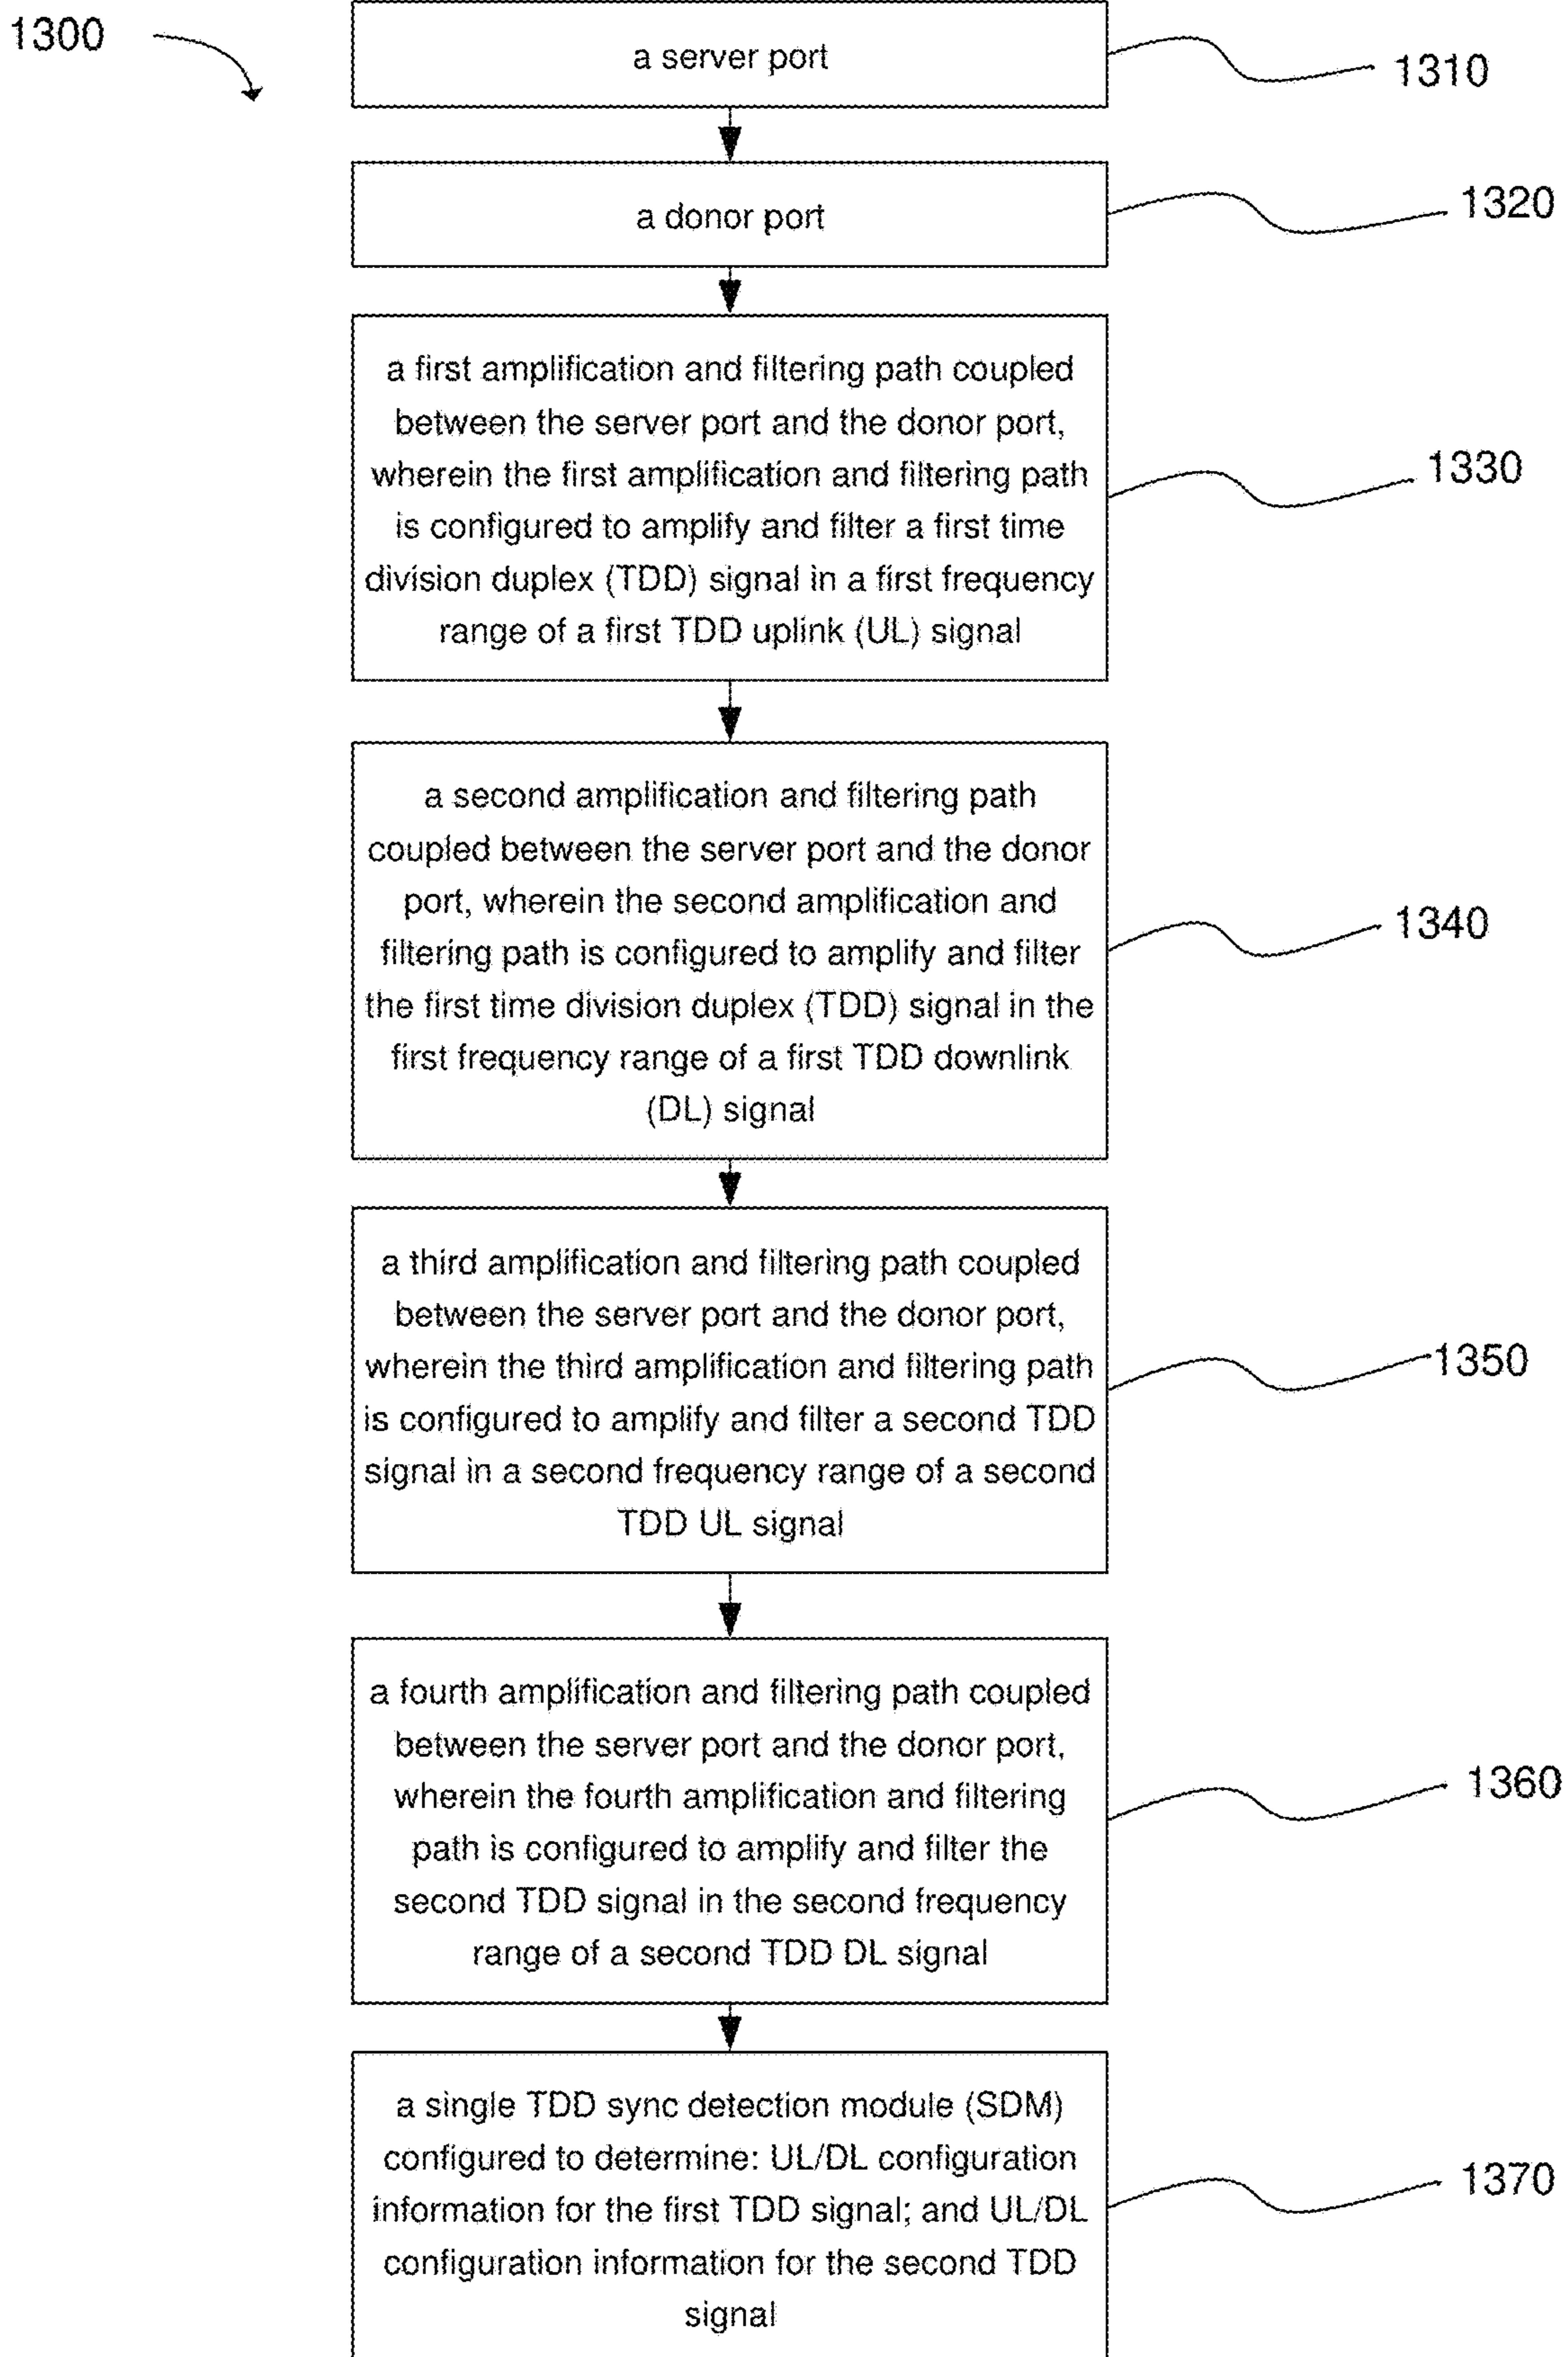 1300
a server port
1310
a donor port
1320
a first amplification and filtering path coupled
between the server port and the donor port,
wherein the first amplification and filtering path
is configured to amplify and filter a first time
division duplex (TDD) signal in a first frequency
range of a first TDD uplink (UL) signal
1330
a second amplification and filtering path
coupled between the server port and the donor
port, wherein the second amplification and
filtering path is configured to amplify and filter
the first time division duplex (TDD) signal in the
first frequency range of a first TDD downlink
(DL) signal
1340
a third amplification and filtering path coupled
between the server port and the donor port,
wherein the third amplification and filtering path
is configured to amplify and filter a second TDD
signal in a second frequency range of a second
TDD UL signal
1350
a fourth amplification and filtering path coupled
between the server port and the donor port,
wherein the fourth amplification and filtering
path is configured to amplify and filter the
second TDD signal in the second frequency
range of a second TDD DL signal
1360
a single TDD sync detection module (SDM)
configured to determine: UL/DL configuration
information for the first TDD signal; and UL/DL
configuration information for the second TDD
signal
1370